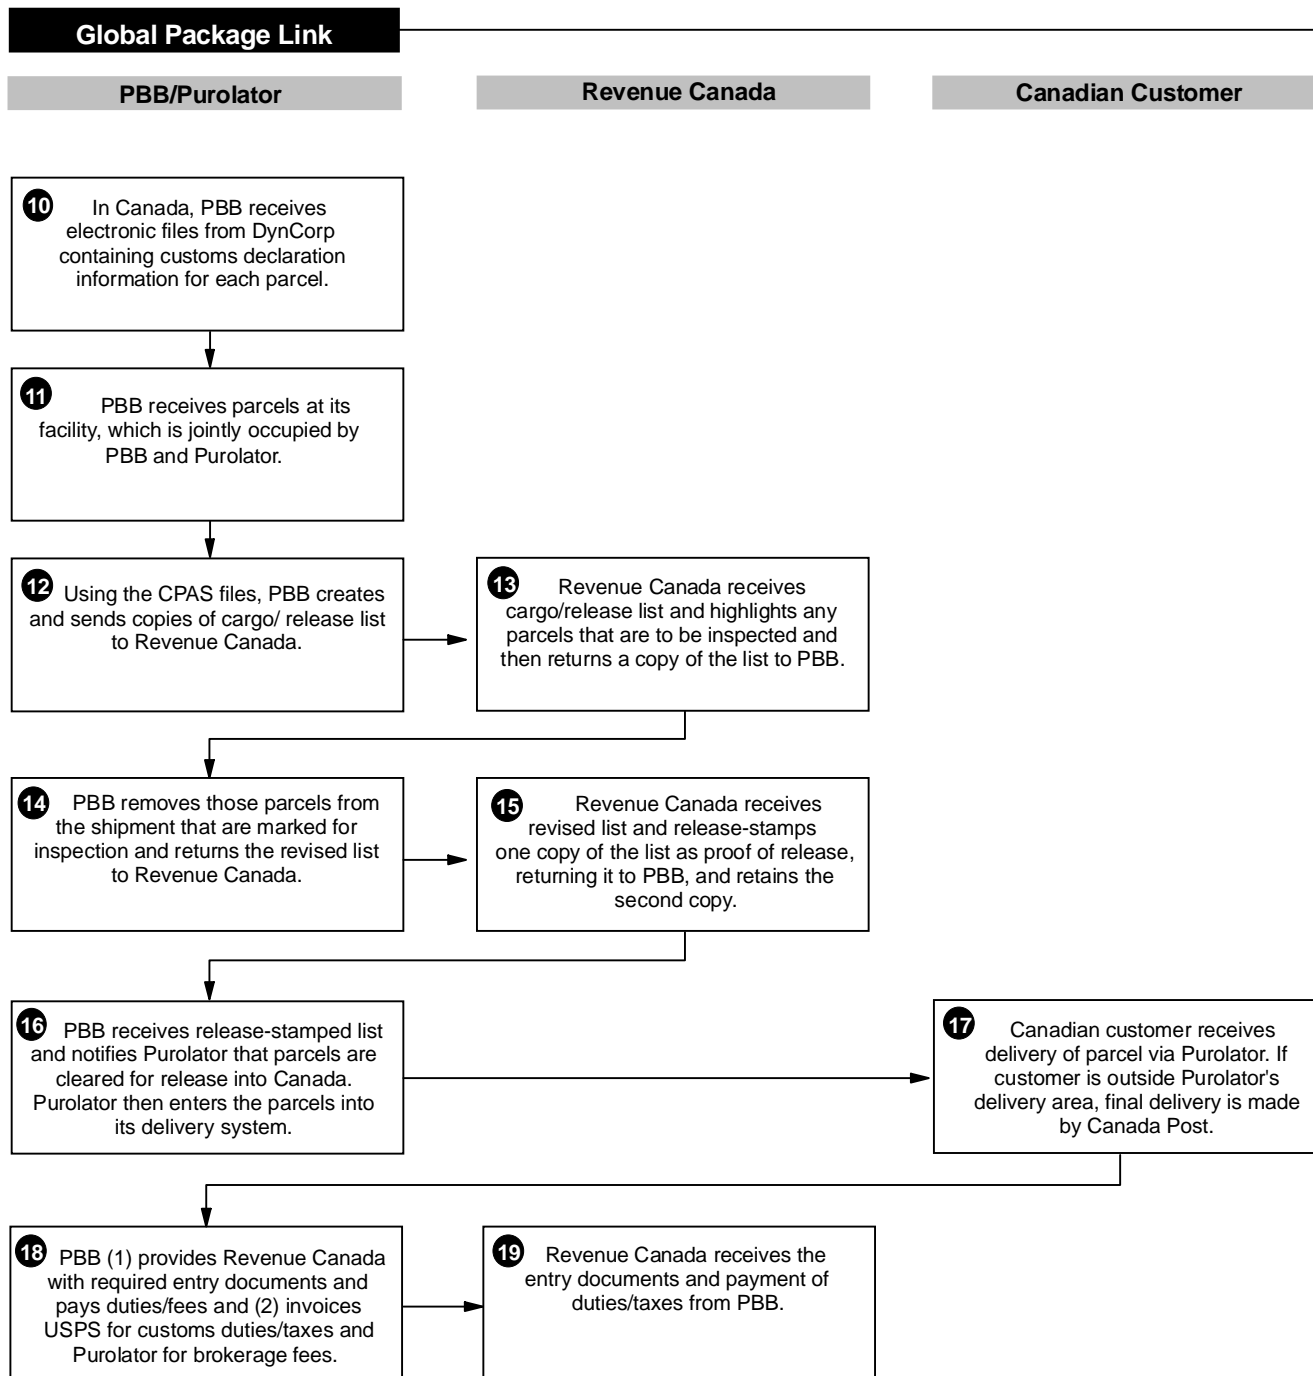 Global Package Link
PBB/Purolator
Revenue Canada
Canadian Customer
10 In Canada, PBB receives
electronic files from DynCorp
containing customs declaration
information for each parcel.
11 PBB receives parcels at its
facility, which is jointly occupied by
PBB and Purolator.
12 Using the CPAS files, PBB creates
and sends copies of cargo/ release list
to Revenue Canada.
13 Revenue Canada receives
cargo/release list and highlights any
parcels that are to be inspected and
then returns a copy of the list to PBB.
14 PBB removes those parcels from
the shipment that are marked for
inspection and returns the revised list
to Revenue Canada.
15 Revenue Canada receives
revised list and release-stamps
one copy of the list as proof of release,
returning it to PBB, and retains the
second copy.
16 PBB receives release-stamped list
and notifies Purolator that parcels are
cleared for release into Canada.
Purolator then enters the parcels into
its delivery system.
17 Canadian customer receives
delivery of parcel via Purolator. If
customer is outside Purolator's
delivery area, final delivery is made
by Canada Post.
18 PBB (1) provides Revenue Canada
with required entry documents and
pays duties/fees and (2) invoices
USPS for customs duties/taxes and
Purolator for brokerage fees.
19 Revenue Canada receives the
entry documents and payment of
duties/taxes from PBB.